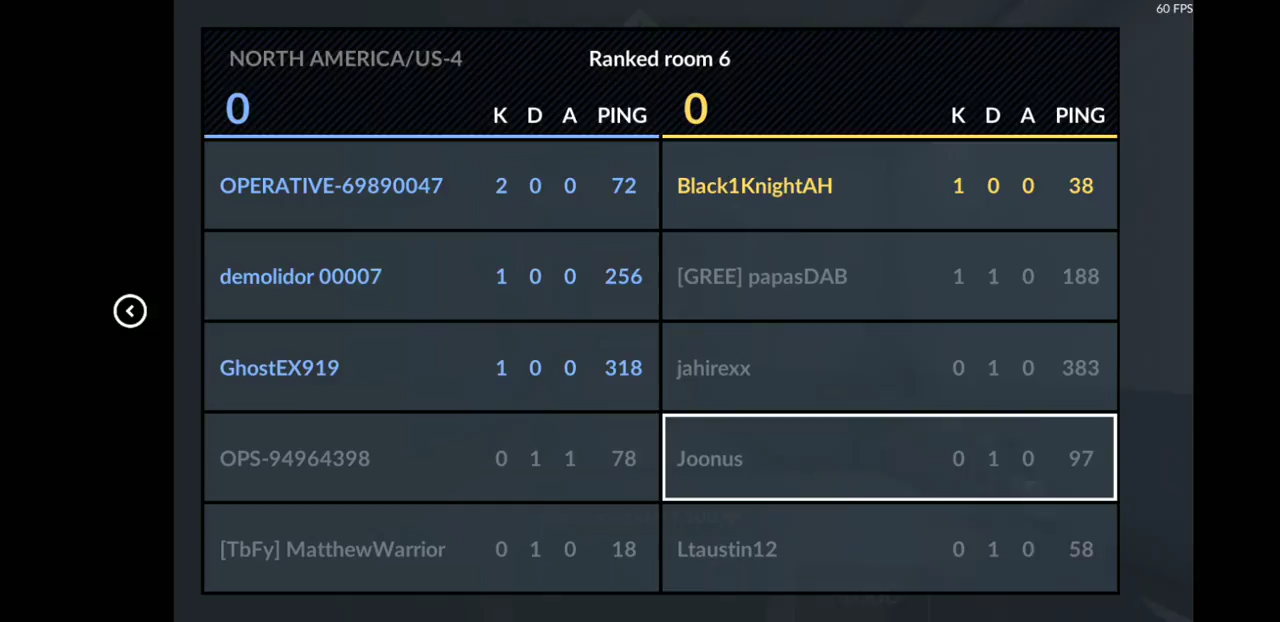 60 FPS
NORTH AMERICA/US-4 Ranked room 6
0 K D A PING 0 K D A PING
OPERATIVE-69890047 2 0 0 72 Black1KnightAH 1 0 0 38
demolidor 00007 1 0 0 256 [GREE] papasDAB 1 1 0 188
GhostEX919 1 0 0 318 jahirexx 0 1 0 383
OPS-94964398 0 1 1 78 Joonus 0 1 0 97
[TbFy] MatthewWarrior 0 1 0 18 Ltaustin12 0 1 0 58